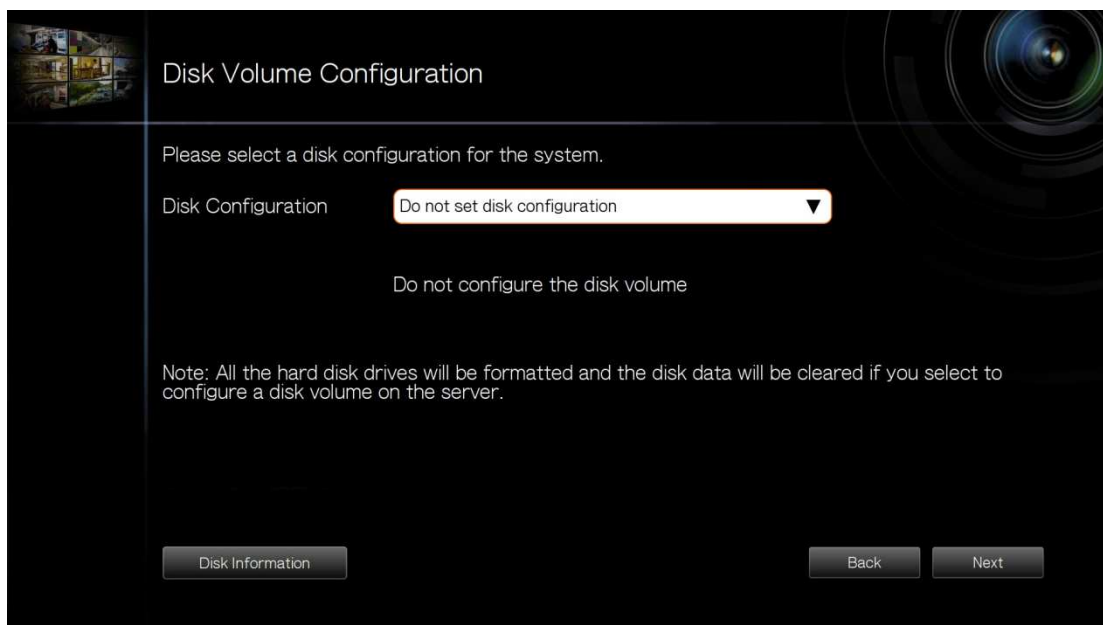 Disk Volume Configuration
Please select a disk configuration for the system.
Disk Configuration
Do not set disk configuration
Do not configure the disk volume
Note: All the hard disk drives will be formatted and the disk data will be cleared if you select to
configure a disk volume on the server.
Disk Information
Back
Next